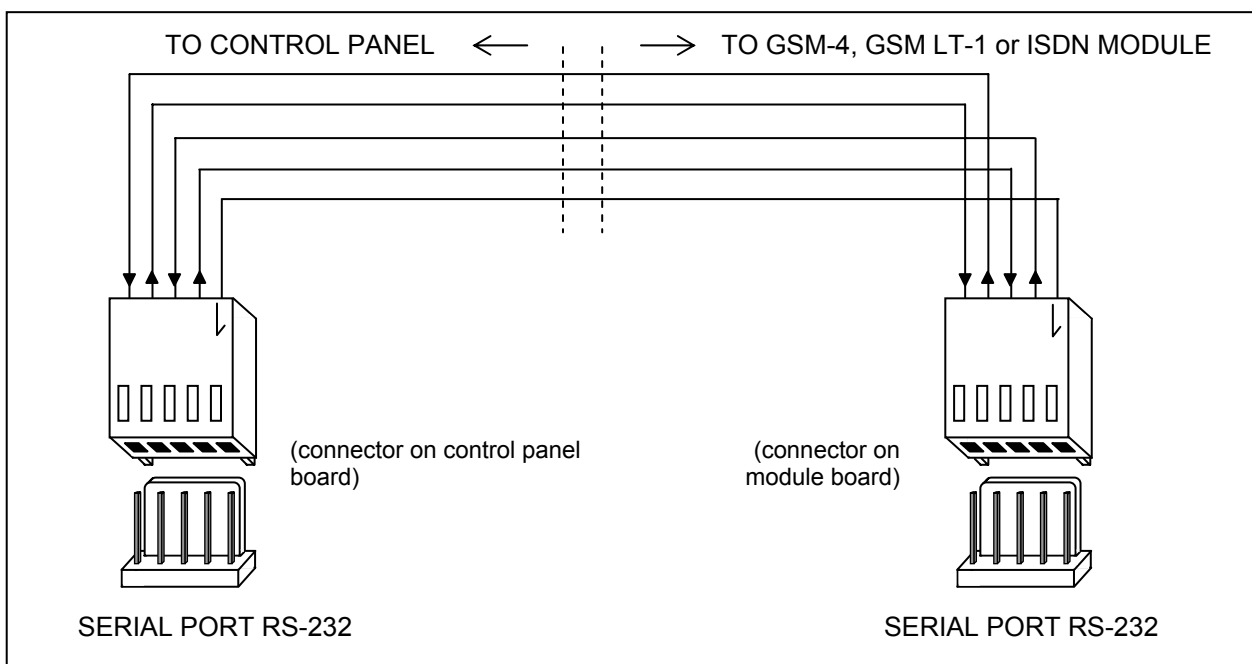 TO CONTROL PANEL
TO GSM-4, GSM LT-1 or ISDN MODULE
(connector on control panel
board)
(connector on
module board)
SERIAL PORT RS-232
SERIAL PORT RS-232